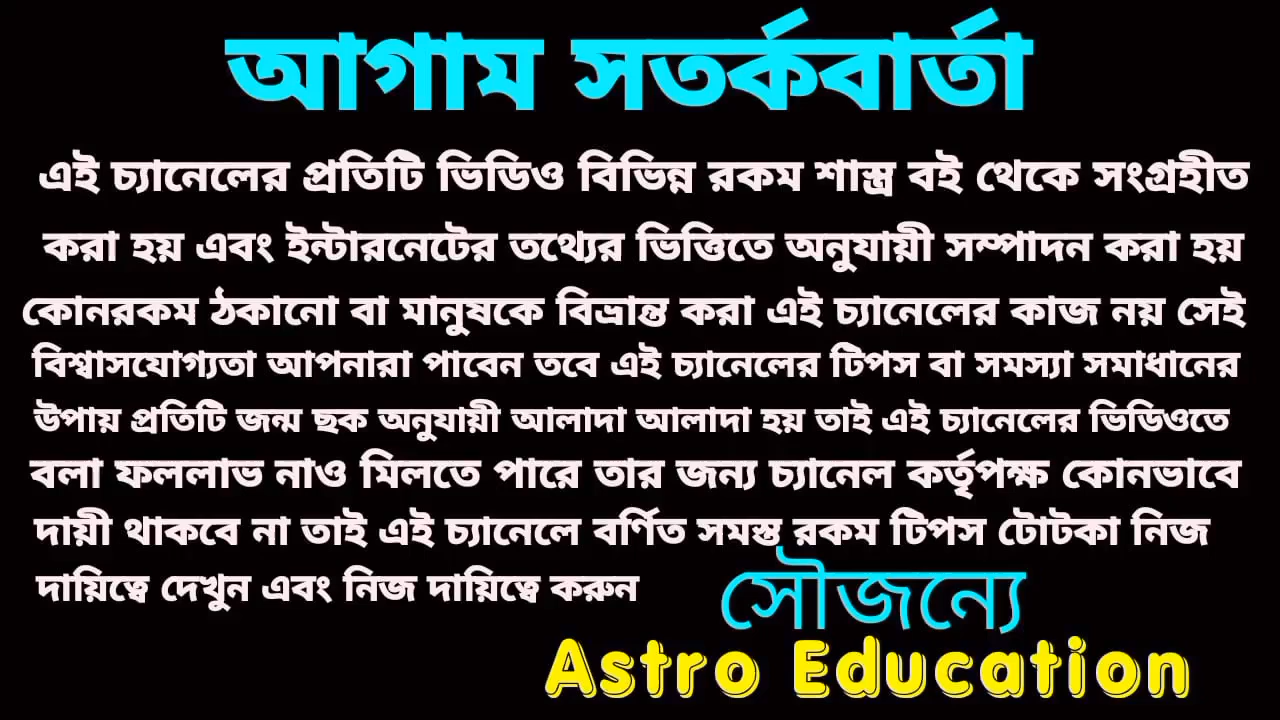 আগাম সতর্কবার্তা
এই চ্যানেলের প্রতিটি ভিডিও বিভিন্ন রকম শাস্ত্র বই থেকে সংগ্রহীত
করা হয় এবং ইন্টারনেটের তথ্যের ভিত্তিতে অনুযায়ী সম্পাদন করা হয়
কোনরকম ঠকানো বা মানুষকে বিভ্রান্ত করা এই চ্যানেলের কাজ নয় সেই
বিশ্বাসযোগ্যতা আপনারা পাবেন তবে এই চ্যানেলের টিপস বা সমস্যা সমাধানের
উপায় প্রতিটি জন্ম ছক অনুযায়ী আলাদা আলাদা হয় তাই এই চ্যানেলের ভিডিওতে
বলা ফললাভ নাও মিলতে পারে তার জন্য চ্যানেল কর্তৃপক্ষ কোনভাবে
দায়ী থাকবে না তাই এই চ্যানেলে বর্ণিত সমস্ত রকম টিপস টোটকা নিজ
দায়িত্বে দেখুন এবং নিজ দায়িত্বে করুন
সৌজন্যে
Astro Education